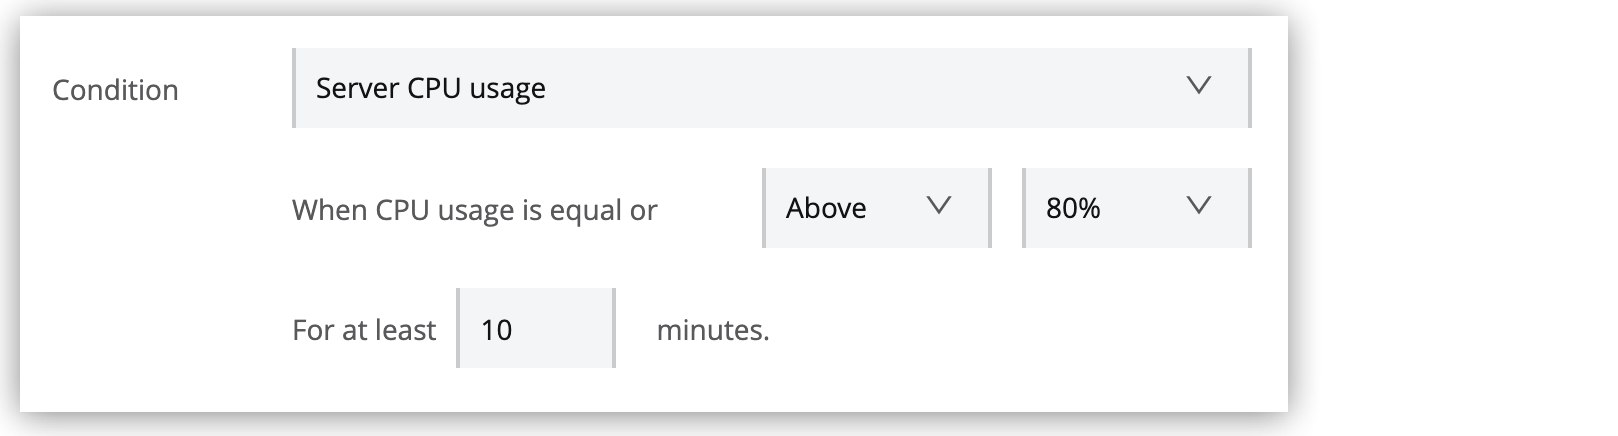 Condition Server CPU usage
When CPU usage is equal or Above 80%
For at least 10 minutes.